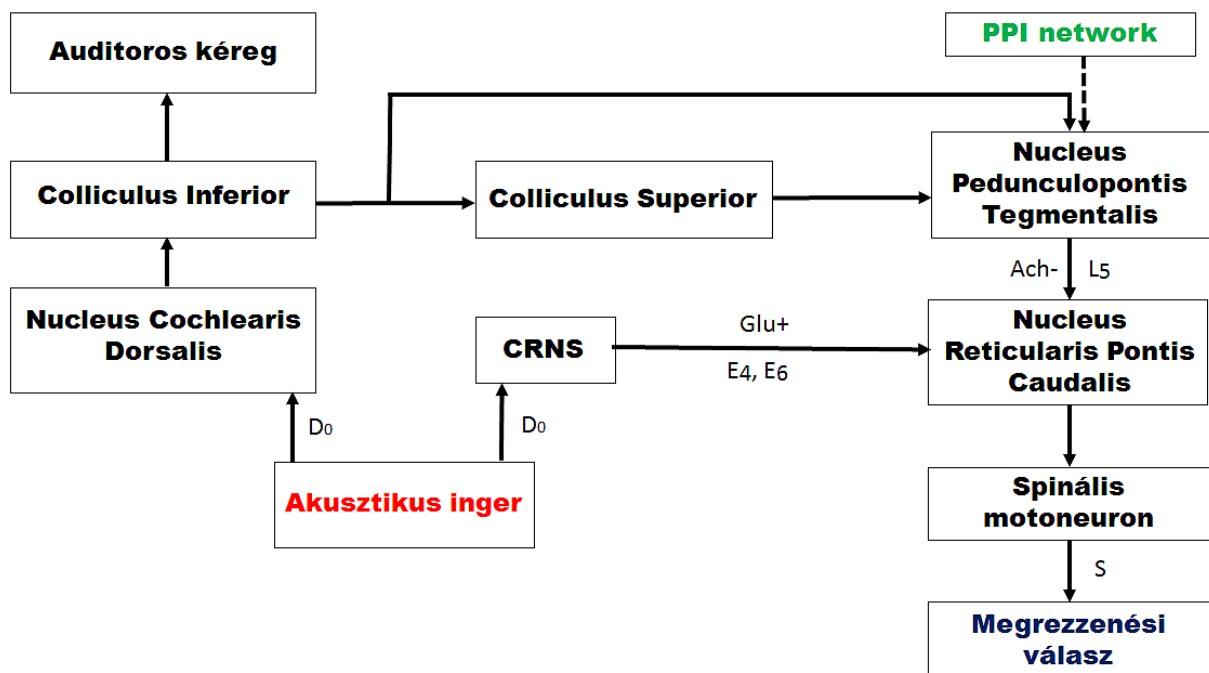 Auditoros kéreg
PPI network
Colliculus Inferior
Colliculus Superior
Nucleus
Pedunculopontis
Tegmentalis
Ach-
L5
Nucleus Cochlearis
Dorsalis
CRNS
Glu+
E4, E6
Nucleus
Reticularis Pontis
Caudalis
D0
D0
Akusztikus inger
Spinális
motoneuron
S
Megrezzenési
válasz